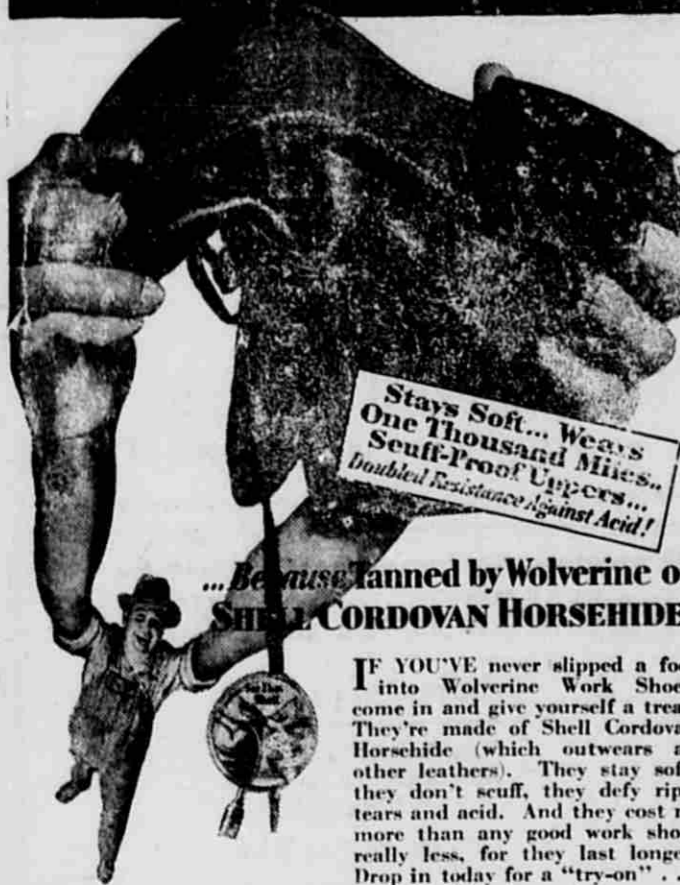 Stays Soft... Wears
One Thousand Miles..
Scuff-Proof Uppers...
Doubled Resistance Against Acid!
...Because Tanned by Wolverine o
SHELL CORDOVAN HORSEHIDE
IF YOU'VE never slipped a fo
into Wolverine Work Shoe
come in and give yourself a trea
They're made of Shell Cordova
Horsehide (which outwears a
other leathers). They stay sof
they don't scuff, they defy rip
tears and acid. And they cost n
more than any good work sho
really less, for they last longe
Drop in today for a "try-on" . .